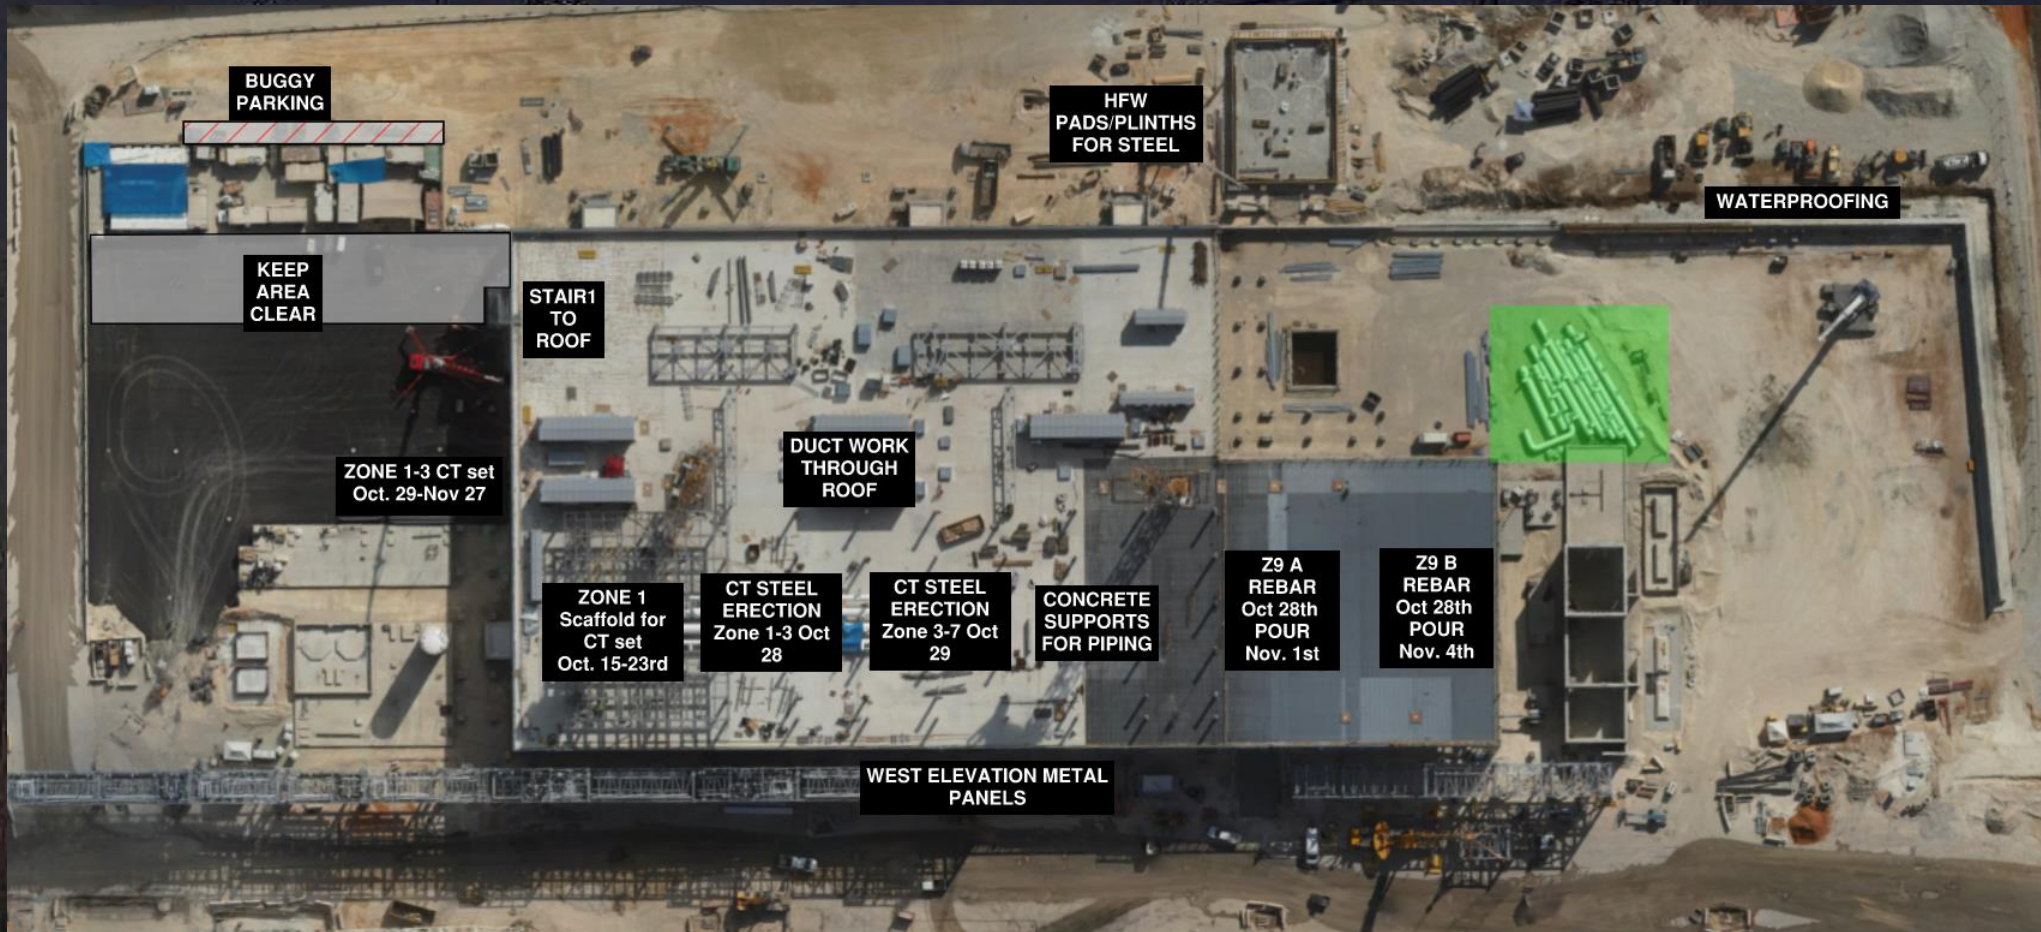 BUGGY
PARKING
HFW
PADS/PLINTHS
FOR STEEL
WATERPROOFING
KEEP
AREA
CLEAR
STAIR1
TO
ROOF
DUCT WORK
THROUGH
ROOF
ZONE 1-3 CT set
Oct. 29-Nov 27
ZONE 1
Scaffold for
CT set
Oct. 15-23rd
CT STEEL
ERECTION
Zone 1-3 Oct
28
CT STEEL
ERECTION
Zone 3-7 Oct
29
CONCRETE
SUPPORTS
FOR PIPING
Z9 A
REBAR
Oct 28th
POUR
Nov. 1st
Z9 B
REBAR
Oct 28th
POUR
Nov. 4th
WEST ELEVATION METAL
PANELS